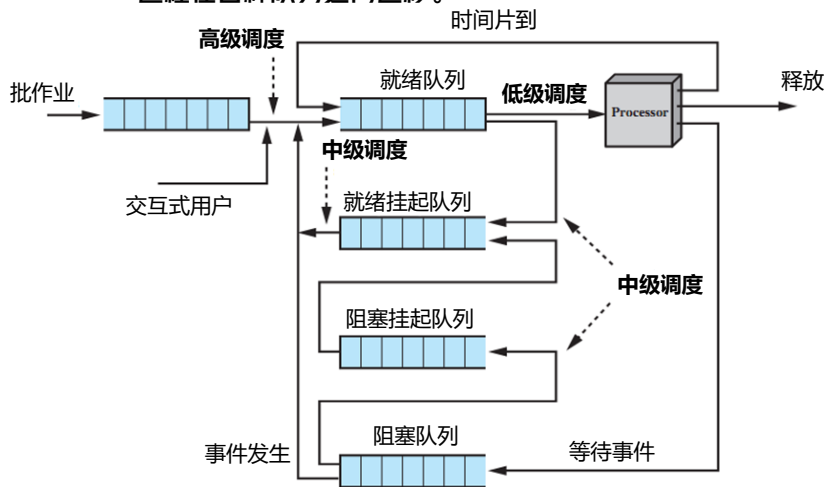 时间片到
高级调度
就绪队列
低级调度
释放
批作业
Processor
中级调度
交互式用户
就绪挂起队列
中级调度
阻塞挂起队列
事件发生
阻塞队列
等待事件